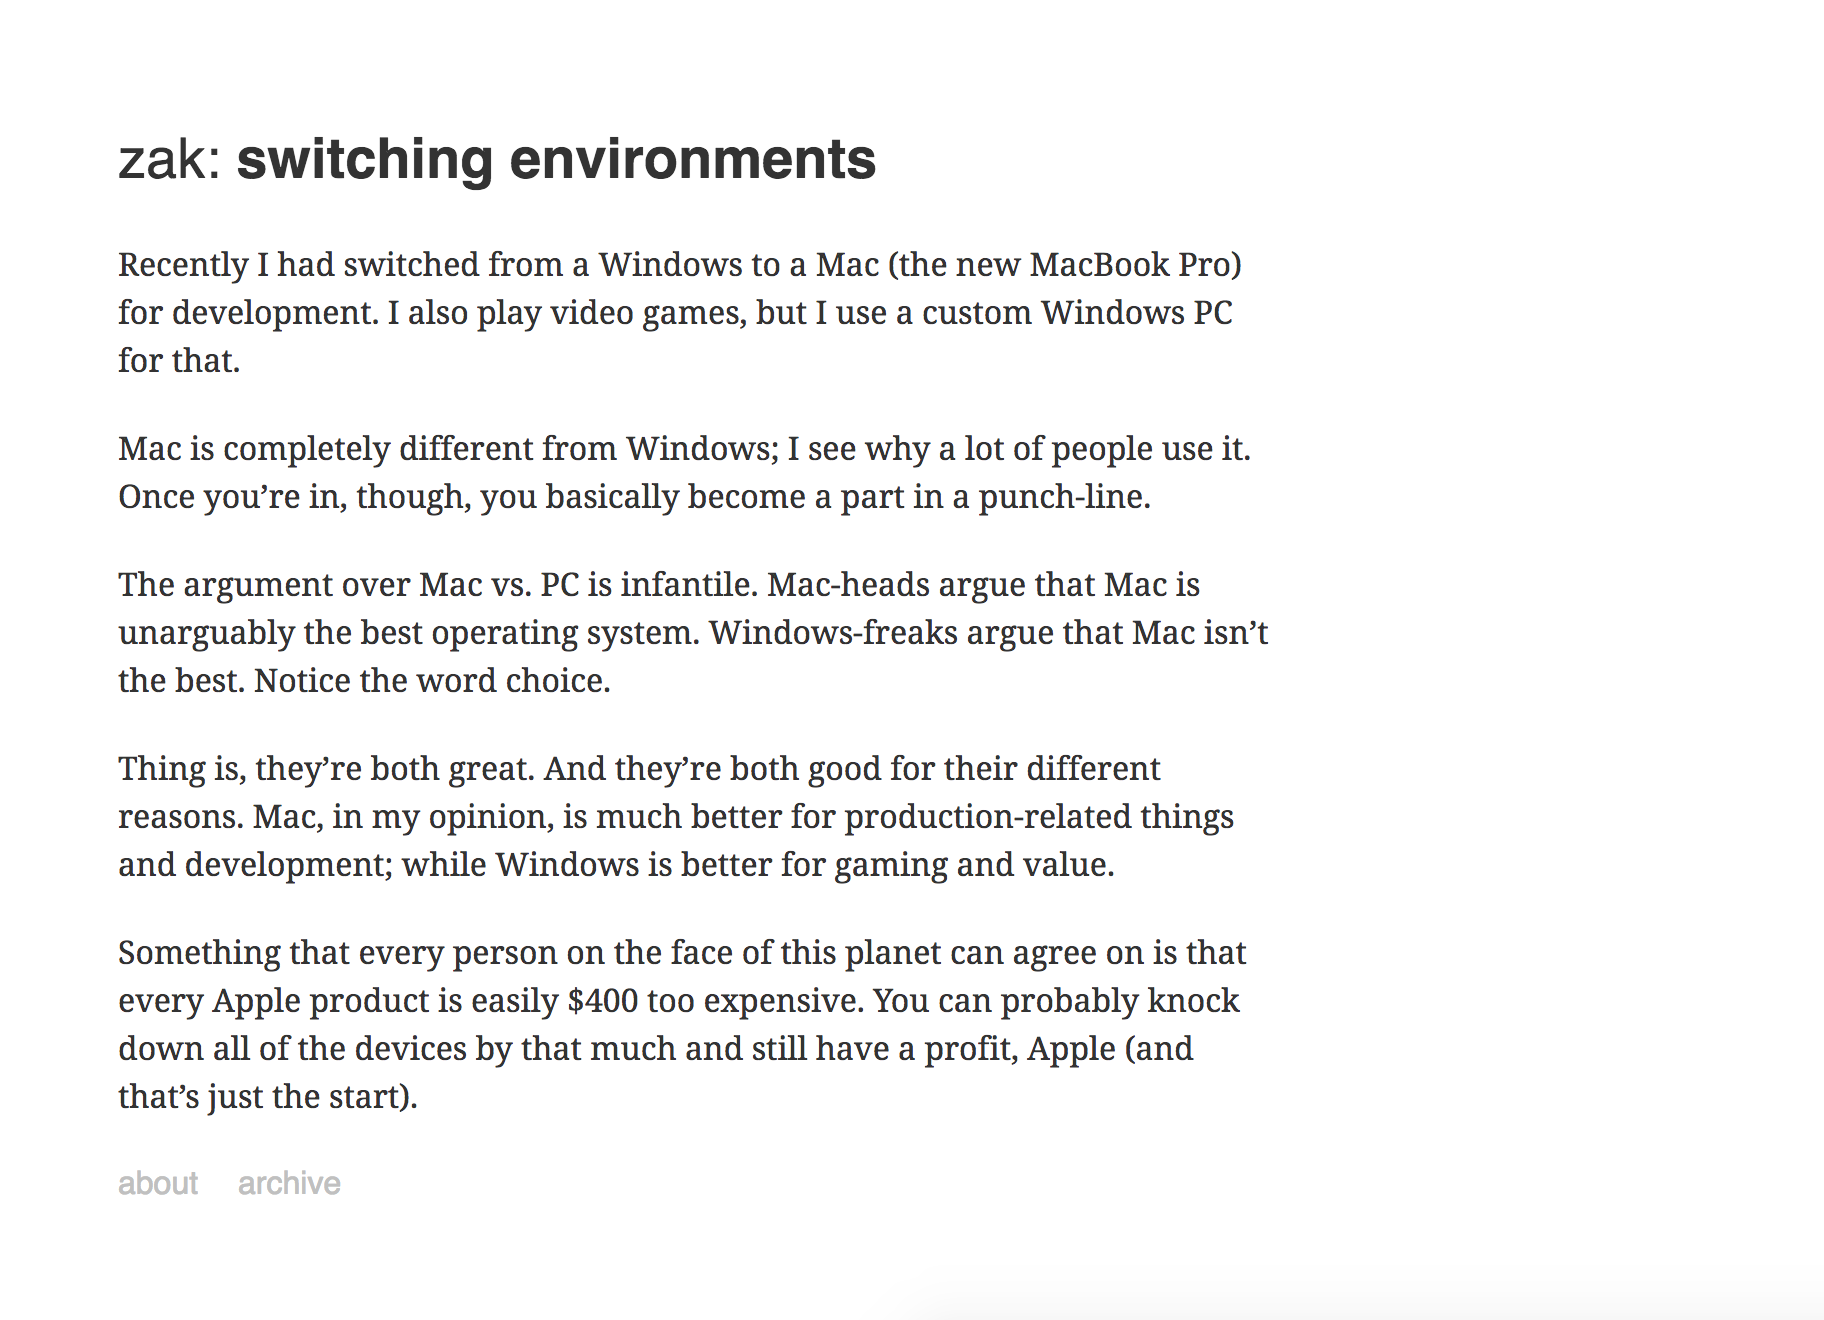 zak: switching environments
Recently I had switched from a Windows to a Mac (the new MacBook Pro)
for development. I also play video games, but I use a custom Windows PC
for that.
Mac is completely different from Windows; I see why a lot of people use it.
Once you’re in, though, you basically become a part in a punch-line.
The argument over Mac vs. PC is infantile. Mac-heads argue that Mac is
unarguably the best operating system. Windows-freaks argue that Mac isn’t
the best. Notice the word choice.
Thing is, they’re both great. And they’re both good for their different
reasons. Mac, in my opinion, is much better for production-related things
and development; while Windows is better for gaming and value.
Something that every person on the face of this planet can agree on is that
every Apple product is easily $400 too expensive. You can probably knock
down all of the devices by that much and still have a profit, Apple (and
that’s just the start).
about archive